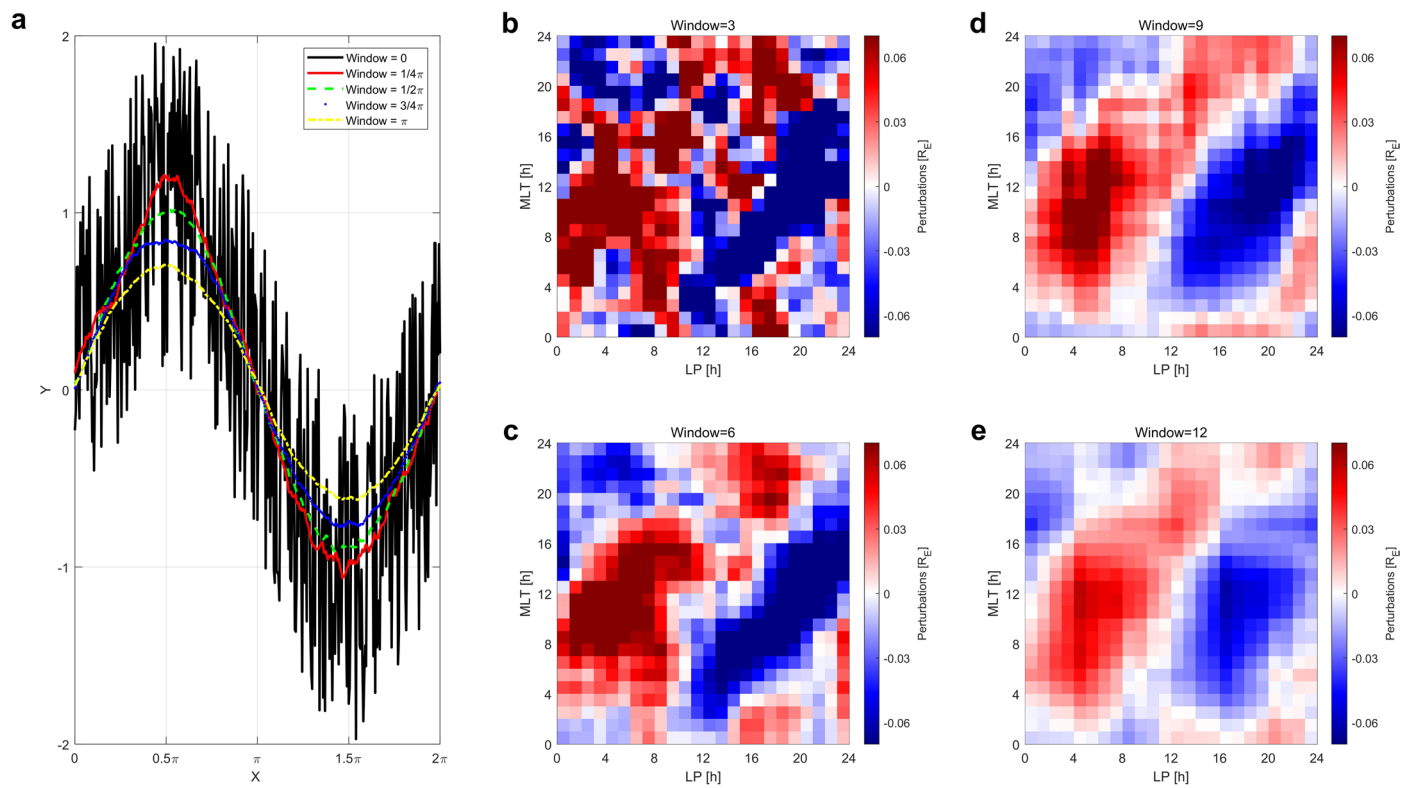 a
2
1
0
-1
-2
Y
0
0.5π
π
1.5π
2π
X
Window = 0
Window = 1/4π
Window = 1/2π
Window = 3/4π
Window = π
b
Window=3
24
20
16
12
8
4
0
MLT [h]
0
4
8
12
16
20
24
LP [h]
0.06
0.03
0
-0.03
-0.06
Perturbations [R_E]
c
Window=6
24
20
16
12
8
4
0
MLT [h]
0
4
8
12
16
20
24
LP [h]
0.06
0.03
0
-0.03
-0.06
Perturbations [R_E]
d
Window=9
24
20
16
12
8
4
0
MLT [h]
0
4
8
12
16
20
24
LP [h]
0.06
0.03
0
-0.03
-0.06
Perturbations [R_E]
e
Window=12
24
20
16
12
8
4
0
MLT [h]
0
4
8
12
16
20
24
LP [h]
0.06
0.03
0
-0.03
-0.06
Perturbations [R_E]